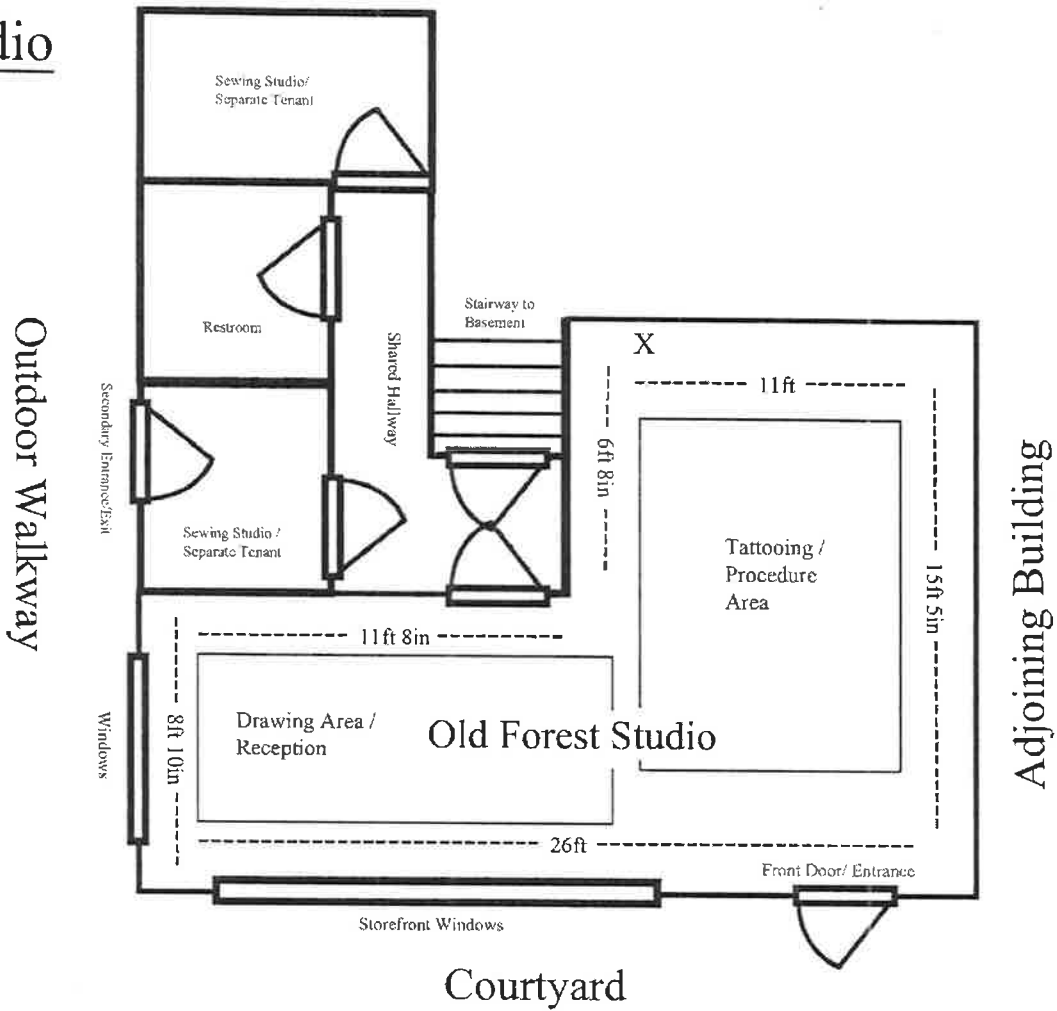 dio
Sewing Studio/
Separate Tenant
Stairway to
Basement
Restroom
Shared Hallway
X
11ft
Outdoor Walkway
Secondary Entrance/Exit
6ft 8in
Sewing Studio /
Separate Tenant
Tattooing /
Procedure
Area
15ft 5in
Adjoining Building
11ft 8in
Windows
8ft 10in
Drawing Area /
Reception
Old Forest Studio
26ft
Front Door/ Entrance
Storefront Windows
Courtyard